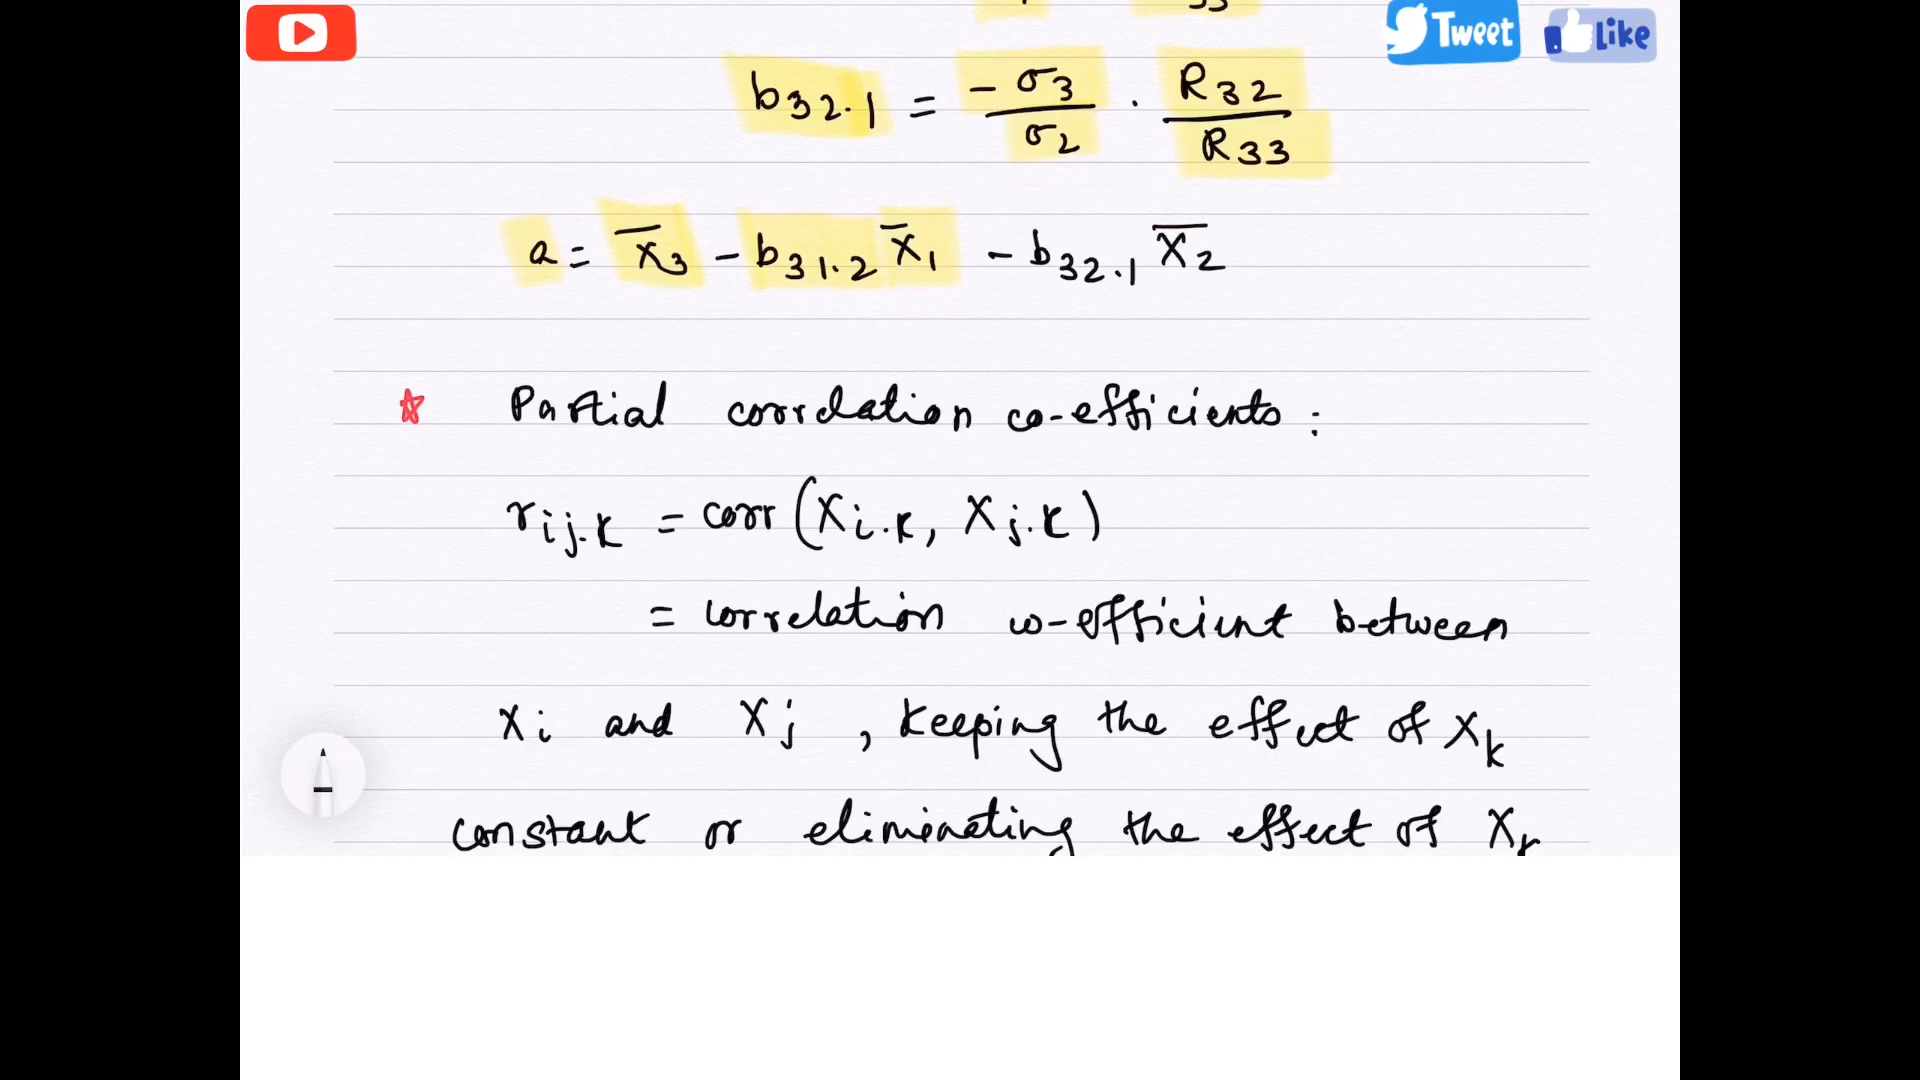 Tweet Like
b32.1 = -σ3/σ2 · R32/R33
a = X̄3 - b31.2 X̄1 - b32.1 X̄2
☆ Partial correlation co-efficients :
rij.k = corr (Xi.k, Xj.k)
= correlation co-efficient between
Xi and Xj , keeping the effect of Xk
constant or eliminating the effect of Xk